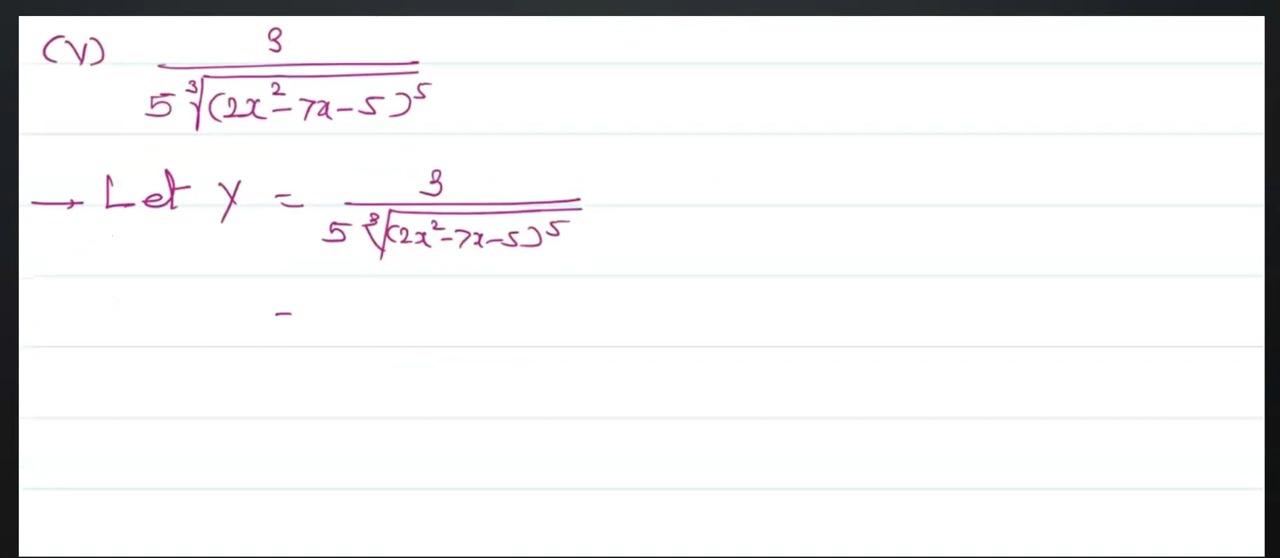 (v) 3 / 5 ∛(2x² - 7x - 5)⁵
→ Let y = 3 / 5 ∛(2x² - 7x - 5)⁵
-